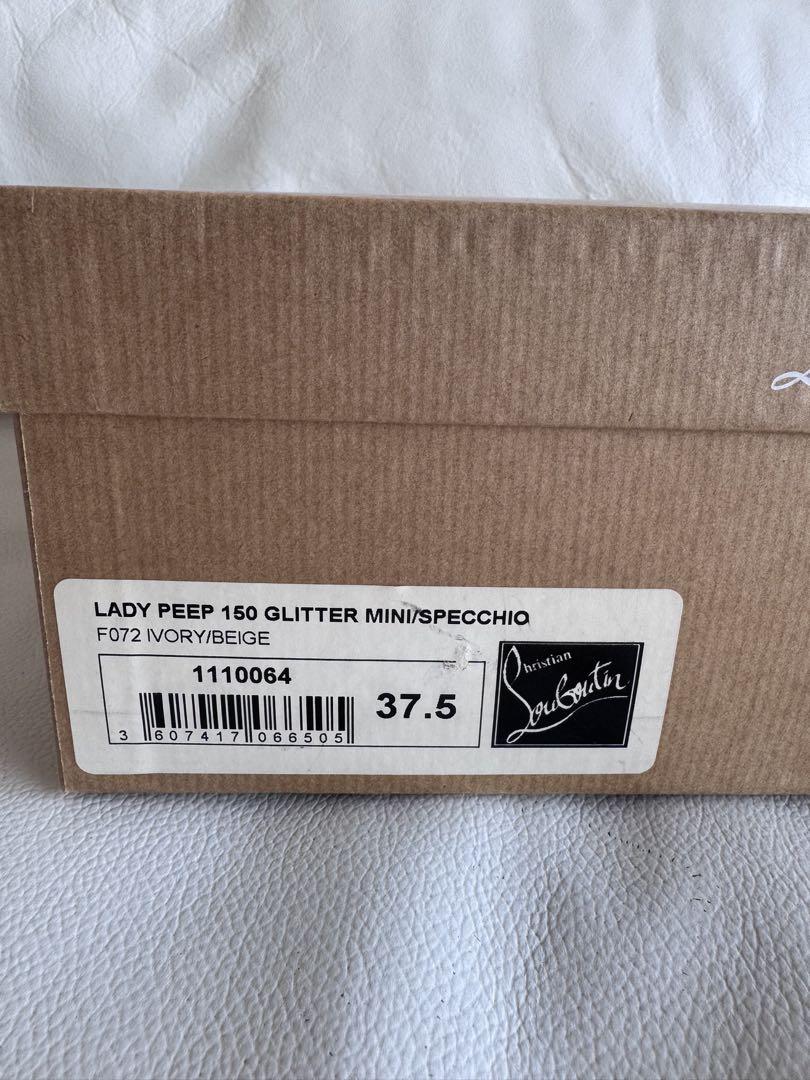 LADY PEEP 150 GLITTER MINI/SPECCHIO
F072 IVORY/BEIGE
1110064
37.5
3 607417 066505
Christian
Louboutin